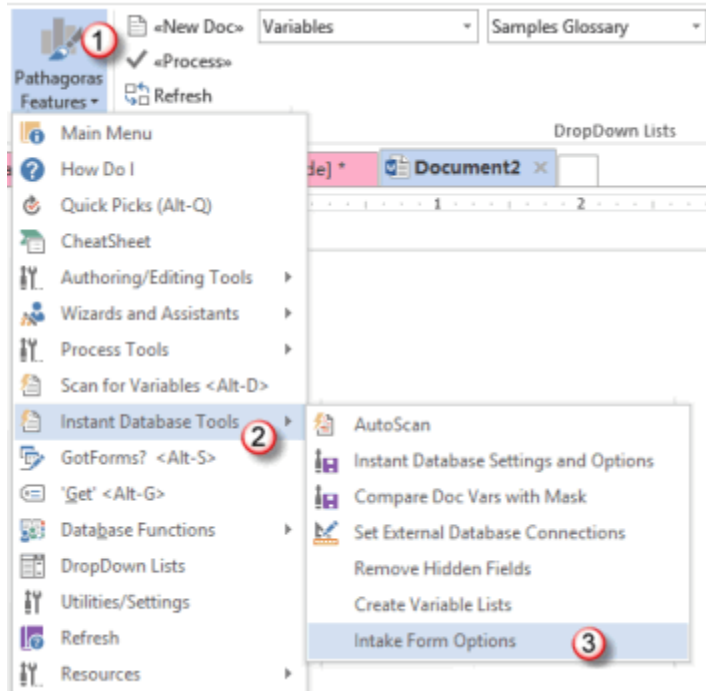 «New Doc» Variables Samples Glossary
1
«Process»
Pathagoras
Features
Refresh
DropDown Lists
Main Menu
de] * Document2 ×
How Do I
Quick Picks (Alt-Q)
1 2
CheatSheet
Authoring/Editing Tools
Wizards and Assistants
Process Tools
Scan for Variables <Alt-D>
Instant Database Tools 2
GotForms? <Alt-S>
'Get' <Alt-G>
Database Functions
DropDown Lists
Utilities/Settings
Refresh
Resources
AutoScan
Instant Database Settings and Options
Compare Doc Vars with Mask
Set External Database Connections
Remove Hidden Fields
Create Variable Lists
Intake Form Options 3